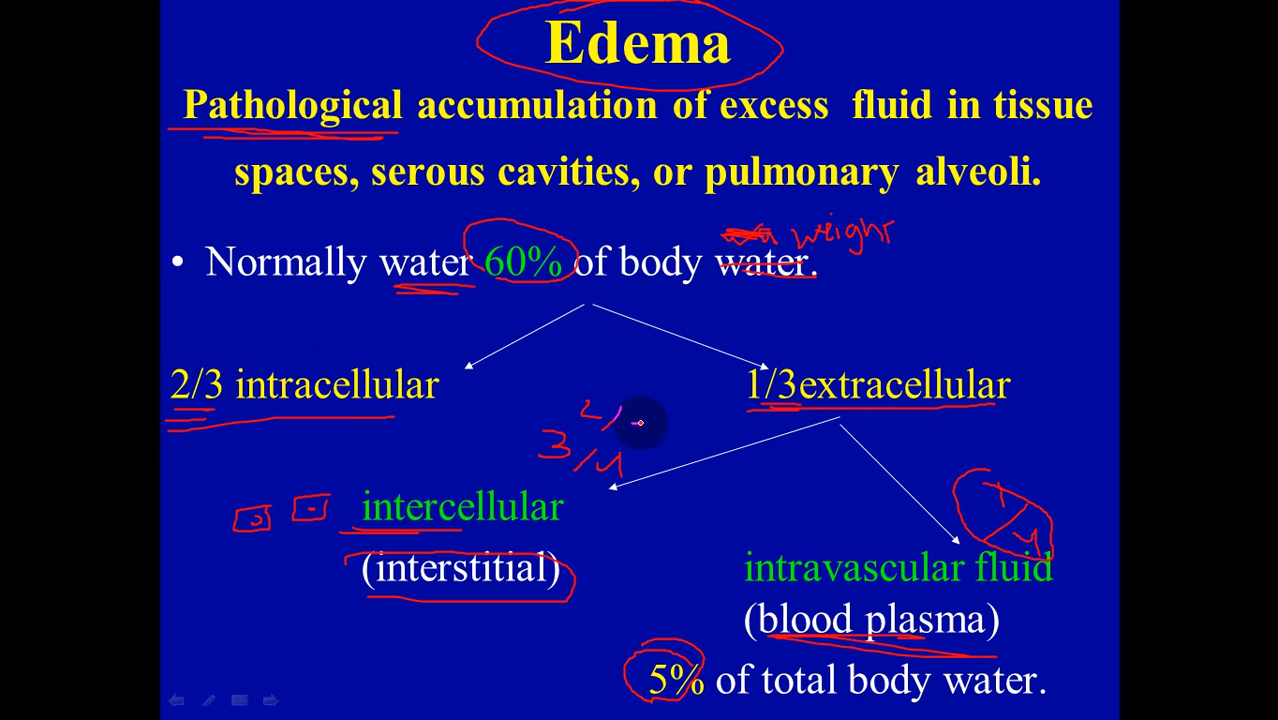 Edema
Pathological accumulation of excess fluid in tissue
spaces, serous cavities, or pulmonary alveoli.
weight
• Normally water 60% of body water.
2/3 intracellular
1/3extracellular
3/4
1/4
intercellular
(interstitial)
intravascular fluid
(blood plasma)
5% of total body water.